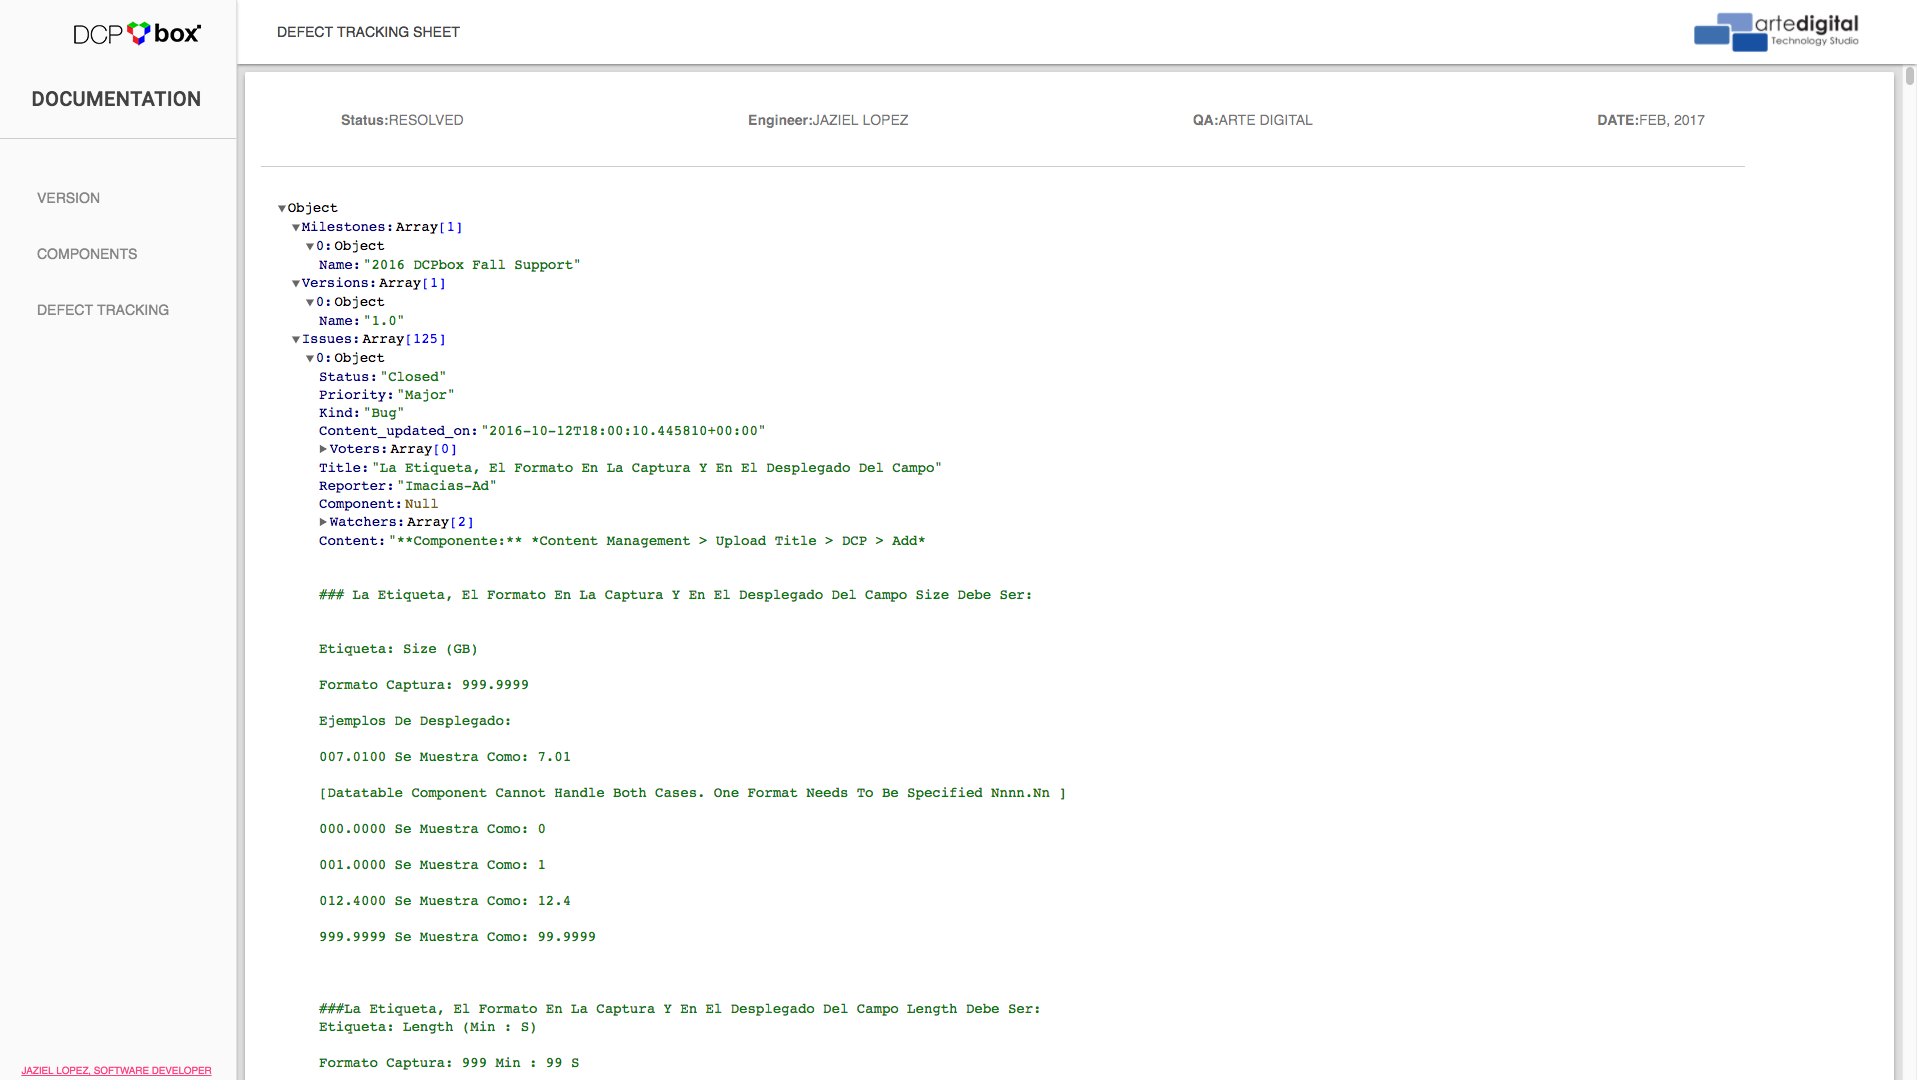 DCP box
DOCUMENTATION
VERSION
COMPONENTS
DEFECT TRACKING
JAZIEL LOPEZ, SOFTWARE DEVELOPER
DEFECT TRACKING SHEET
artedigital
Technology Studio
Status:RESOLVED
Engineer:JAZIEL LOPEZ
QA:ARTE DIGITAL
DATE:FEB, 2017
▼Object
▼Milestones: Array[1]
▼0: Object
Name: "2016 DCPbox Fall Support"
▼Versions: Array[1]
▼0: Object
Name: "1.0"
▼Issues: Array[125]
▼0: Object
Status: "Closed"
Priority: "Major"
Kind: "Bug"
Content_updated_on: "2016-10-12T18:00:10.445810+00:00"
▶Voters: Array[0]
Title: "La Etiqueta, El Formato En La Captura Y En El Desplegado Del Campo"
Reporter: "Imacias-Ad"
Component: Null
▶Watchers: Array[2]
Content: "**Componente:** *Content Management > Upload Title > DCP > Add*
### La Etiqueta, El Formato En La Captura Y En El Desplegado Del Campo Size Debe Ser:
Etiqueta: Size (GB)
Formato Captura: 999.9999
Ejemplos De Desplegado:
007.0100 Se Muestra Como: 7.01
[Datatable Component Cannot Handle Both Cases. One Format Needs To Be Specified Nnnn.Nn ]
000.0000 Se Muestra Como: 0
001.0000 Se Muestra Como: 1
012.4000 Se Muestra Como: 12.4
999.9999 Se Muestra Como: 99.9999
###La Etiqueta, El Formato En La Captura Y En El Desplegado Del Campo Length Debe Ser:
Etiqueta: Length (Min : S)
Formato Captura: 999 Min : 99 S